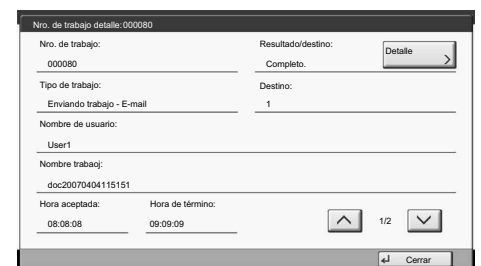 Nro. de trabajo detalle:000080
Nro. de trabajo:
000080
Resultado/destino:
Completo.
Detalle
Tipo de trabajo:
Enviando trabajo - E-mail
Destino:
1
Nombre de usuario:
User1
Nombre trabaoj:
doc20070404115151
Hora aceptada:
08:08:08
Hora de término:
09:09:09
1/2
Cerrar